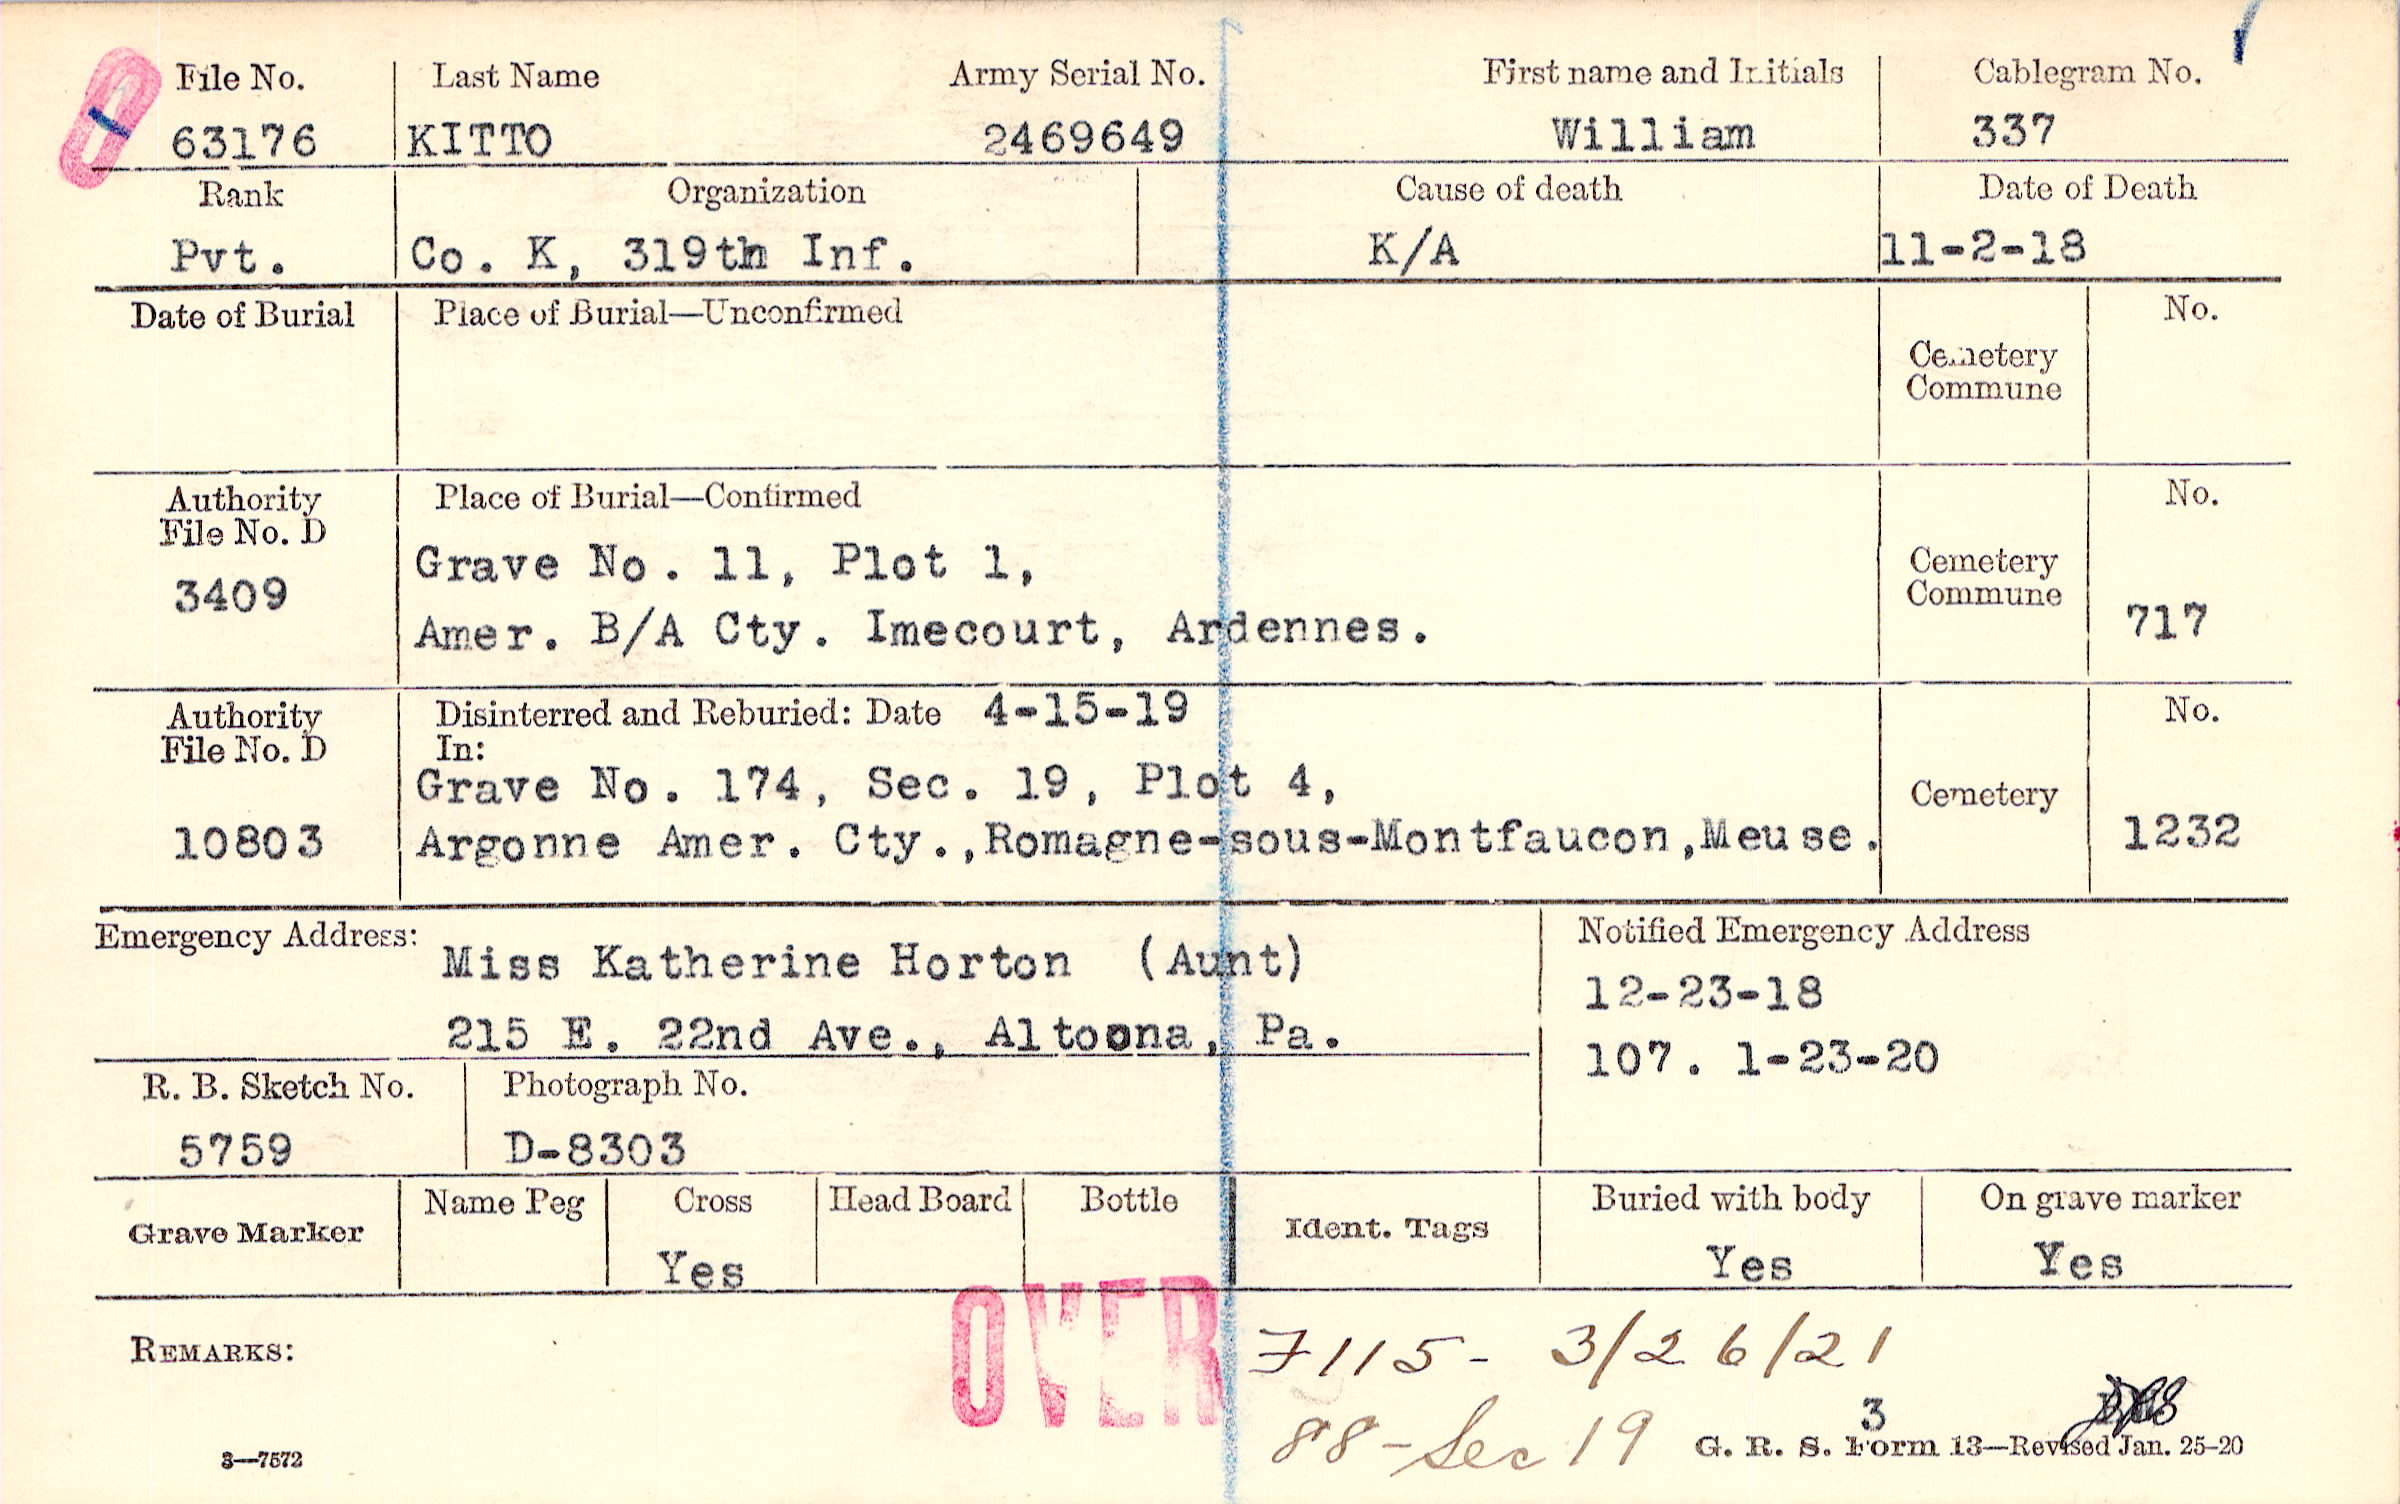 File No. Last Name Army Serial No. First name and Initials Cablegram No.
63176 KITTO 2469649 William 337
Rank Organization Cause of death Date of Death
Pvt. Co. K, 319th Inf. K/A 11-2-18
Date of Burial Place of Burial—Unconfirmed No.
Cemetery
Commune
Authority Place of Burial—Confirmed No.
File No. D
Grave No. 11, Plot 1, Cemetery
3409 Commune
Amer. B/A Cty. Imecourt, Ardennes. 717
Authority Disinterred and Reburied: Date 4-15-19 No.
File No. D In:
Grave No. 174, Sec. 19, Plot 4, Cemetery
10803 Argonne Amer. Cty.,Romagne-sous-Montfaucon,Meuse. 1232
Emergency Address: Notified Emergency Address
Miss Katherine Horton (Aunt) 12-23-18
215 E. 22nd Ave., Altoona, Pa. 107. 1-23-20
R. B. Sketch No. Photograph No.
5759 D-8303
Grave Marker Name Peg Cross Head Board Bottle Ident. Tags Buried with body On grave marker
Yes Yes Yes
OVER
REMARKS: 7115- 3/26/21
3
88-Sec 19 G. R. S. Form 13—Revised Jan. 25-20
3—7572